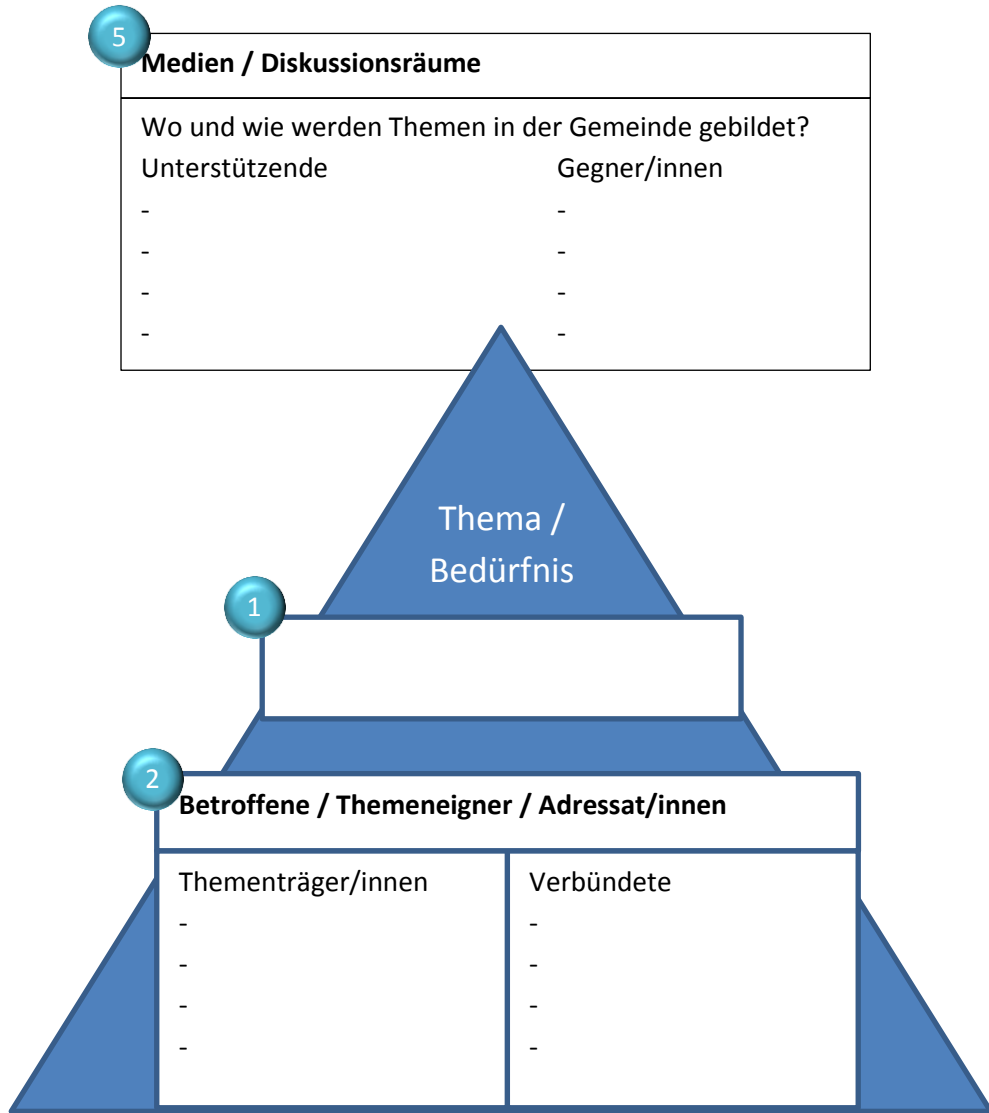 5
Medien / Diskussionsräume
Wo und wie werden Themen in der Gemeinde gebildet?
Unterstützende Gegner/innen
- -
- -
- -
- -
Thema /
Bedürfnis
1
2
Betroffene / Themeneigner / Adressat/innen
Thementräger/innen Verbündete
- -
- -
- -
- -